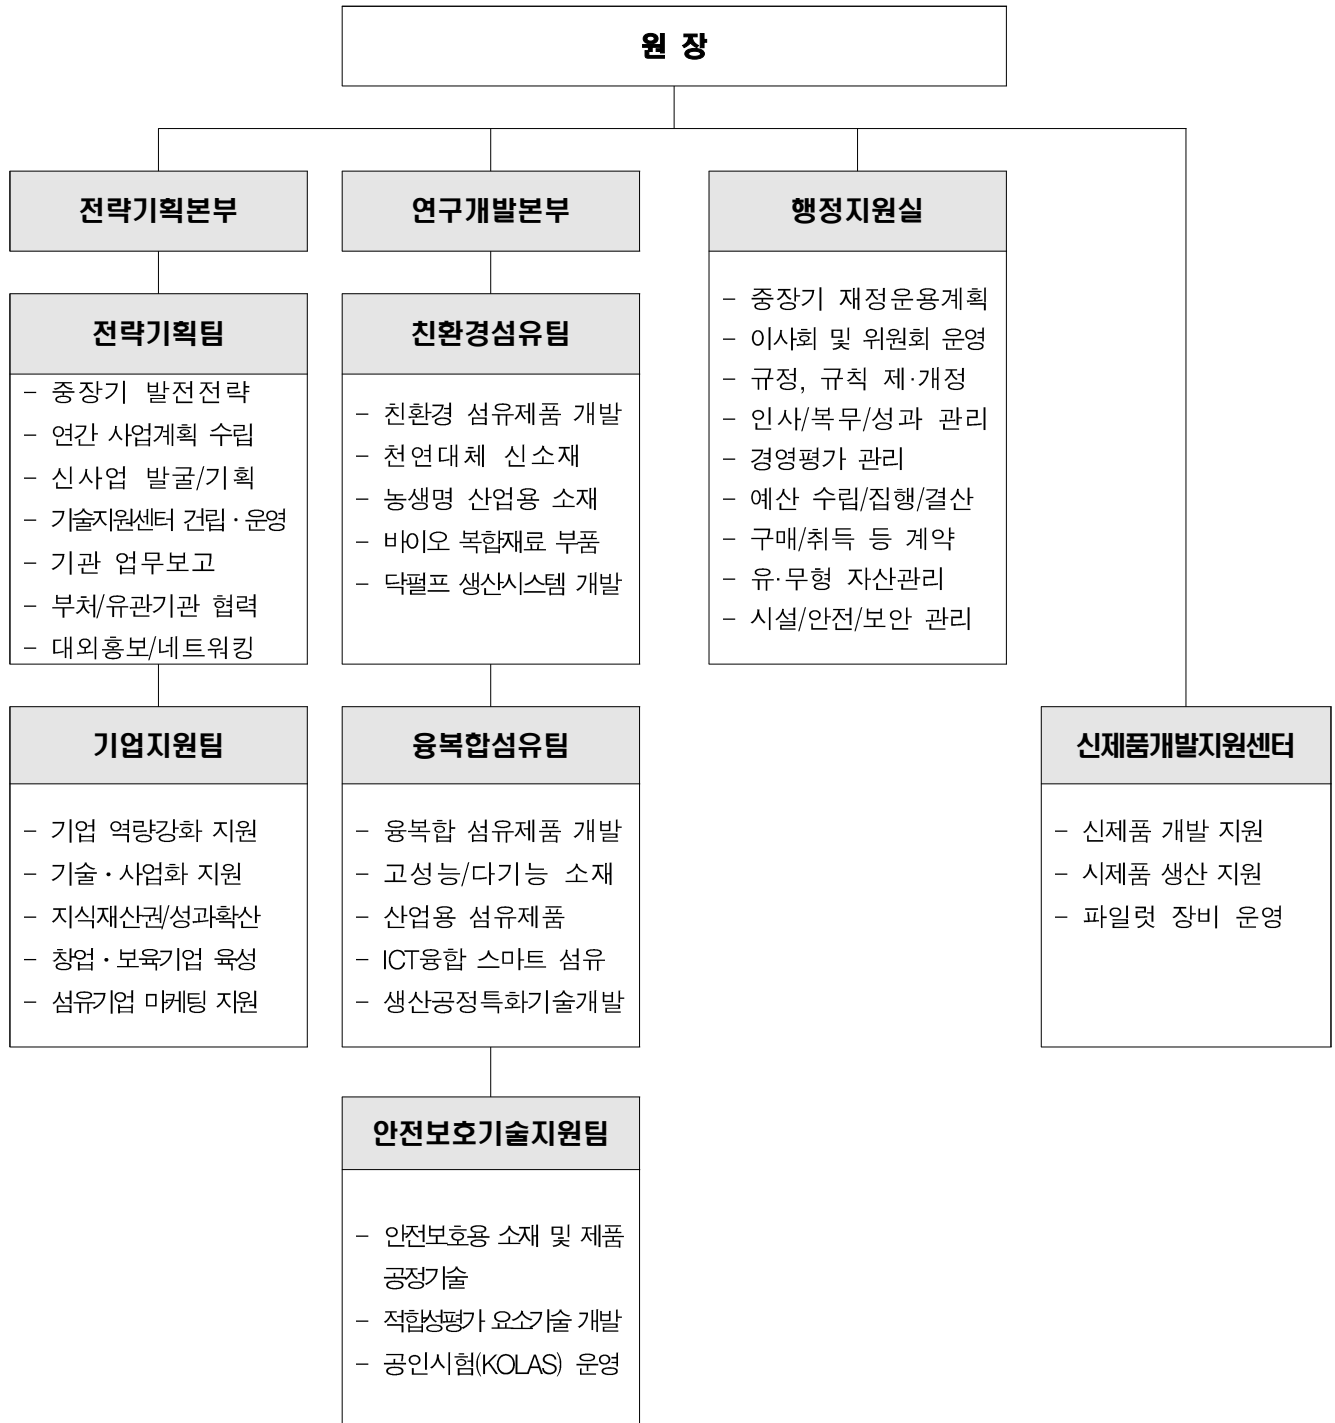 원 장
전략기획본부
전략기획팀
- 중장기 발전전략
- 연간 사업계획 수립
- 신사업 발굴/기획
- 기술지원센터 건립·운영
- 기관 업무보고
- 부처/유관기관 협력
- 대외홍보/네트워킹
기업지원팀
- 기업 역량강화 지원
- 기술·사업화 지원
- 지식재산권/성과확산
- 창업·보육기업 육성
- 섬유기업 마케팅 지원
연구개발본부
친환경섬유팀
- 친환경 섬유제품 개발
- 천연대체 신소재
- 농생명 산업용 소재
- 바이오 복합재료 부품
- 닥펄프 생산시스템 개발
융복합섬유팀
- 융복합 섬유제품 개발
- 고성능/다기능 소재
- 산업용 섬유제품
- ICT융합 스마트 섬유
- 생산공정특화기술개발
안전보호기술지원팀
- 안전보호용 소재 및 제품
공정기술
- 적합성평가 요소기술 개발
- 공인시험(KOLAS) 운영
행정지원실
- 중장기 재정운용계획
- 이사회 및 위원회 운영
- 규정, 규칙 제·개정
- 인사/복무/성과 관리
- 경영평가 관리
- 예산 수립/집행/결산
- 구매/취득 등 계약
- 유·무형 자산관리
- 시설/안전/보안 관리
신제품개발지원센터
- 신제품 개발 지원
- 시제품 생산 지원
- 파일럿 장비 운영